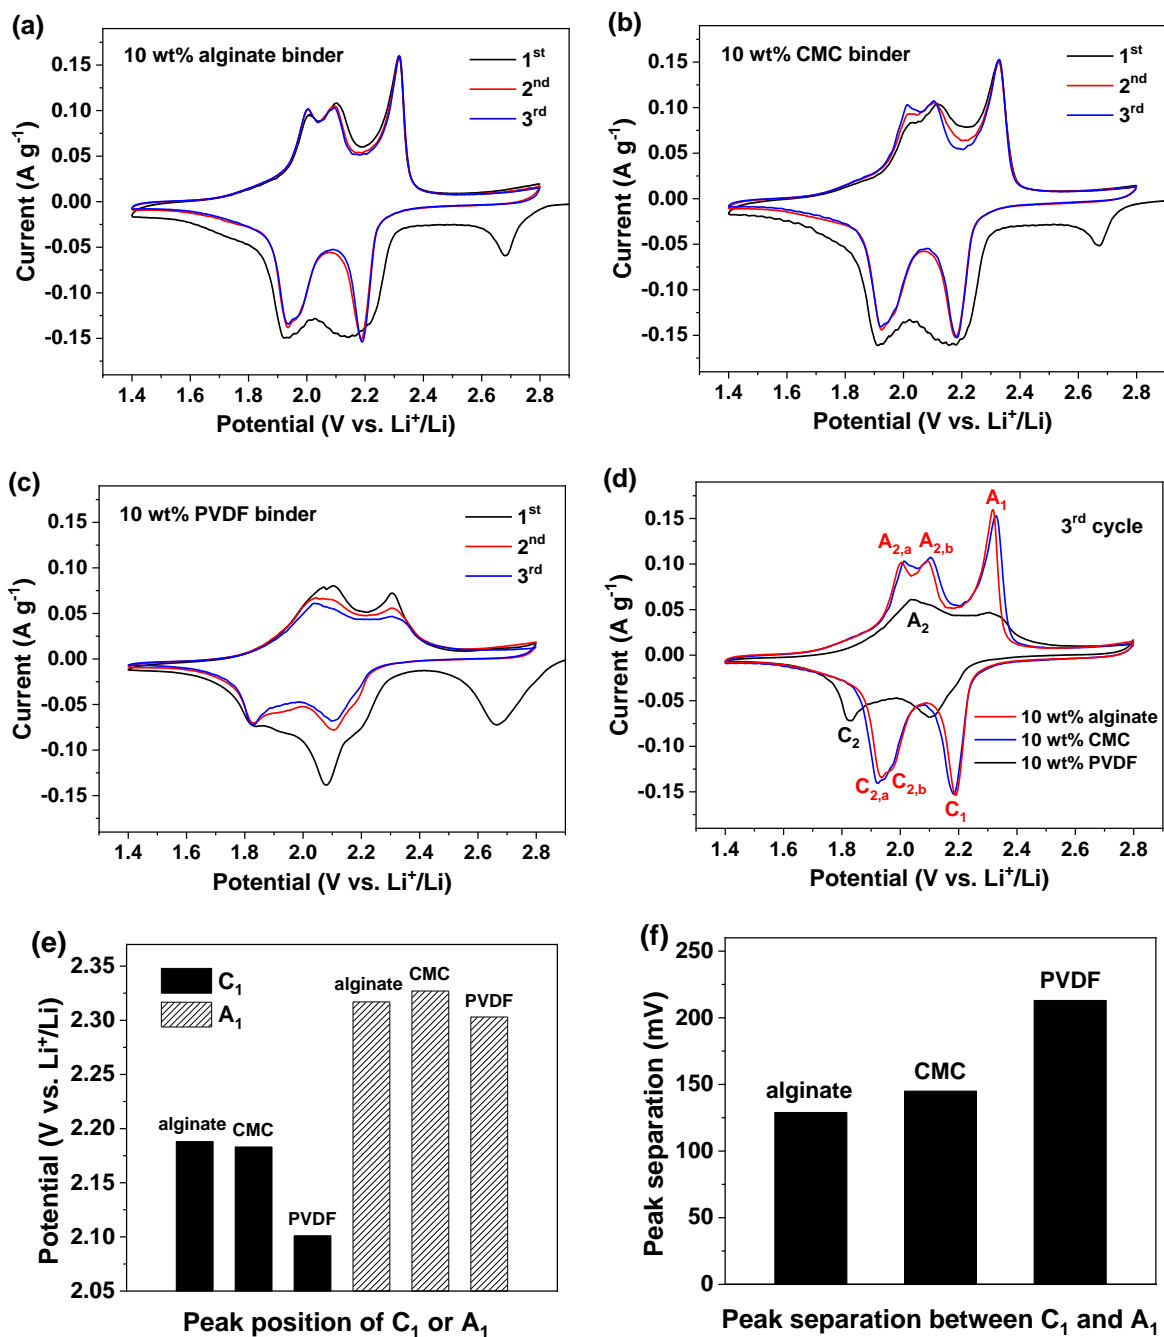 (a)
10 wt% alginate binder
1st
2nd
3rd
0.15
0.10
0.05
0.00
-0.05
-0.10
-0.15
Current (A g-1)
1.4 1.6 1.8 2.0 2.2 2.4 2.6 2.8
Potential (V vs. Li+/Li)
(b)
10 wt% CMC binder
1st
2nd
3rd
0.15
0.10
0.05
0.00
-0.05
-0.10
-0.15
Current (A g-1)
1.4 1.6 1.8 2.0 2.2 2.4 2.6 2.8
Potential (V vs. Li+/Li)
(c)
10 wt% PVDF binder
1st
2nd
3rd
0.15
0.10
0.05
0.00
-0.05
-0.10
-0.15
Current (A g-1)
1.4 1.6 1.8 2.0 2.2 2.4 2.6 2.8
Potential (V vs. Li+/Li)
(d)
3rd cycle
A1
A2,a A2,b
A2
C2
C2,a C2,b
C1
10 wt% alginate
10 wt% CMC
10 wt% PVDF
0.15
0.10
0.05
0.00
-0.05
-0.10
-0.15
Current (A g-1)
1.4 1.6 1.8 2.0 2.2 2.4 2.6 2.8
Potential (V vs. Li+/Li)
(e)
C1
A1
alginate
CMC
PVDF
alginate
CMC
PVDF
2.35
2.30
2.25
2.20
2.15
2.10
2.05
Potential (V vs. Li+/Li)
Peak position of C1 or A1
(f)
alginate
CMC
PVDF
250
200
150
100
50
0
Peak separation (mV)
Peak separation between C1 and A1